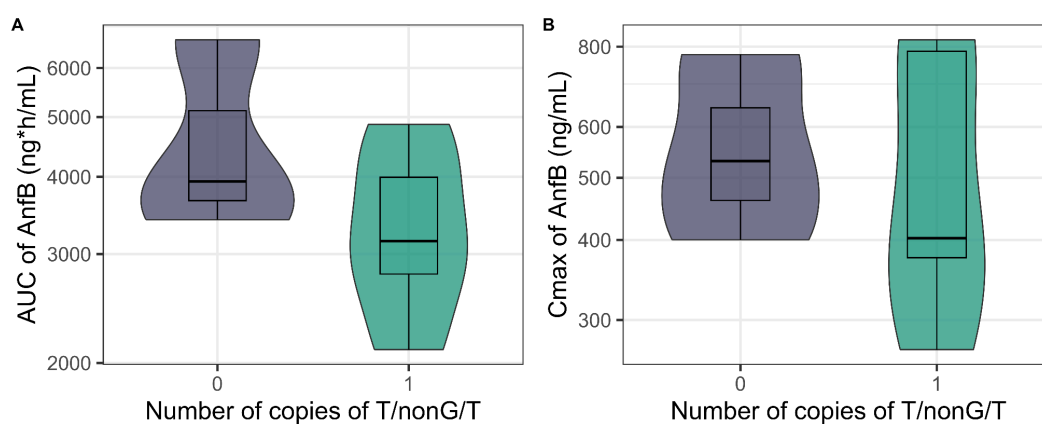 A
AUC of AnfB (ng*h/mL)
6000
5000
4000
3000
2000
0 1
Number of copies of T/nonG/T
B
Cmax of AnfB (ng/mL)
800
600
500
400
300
0 1
Number of copies of T/nonG/T